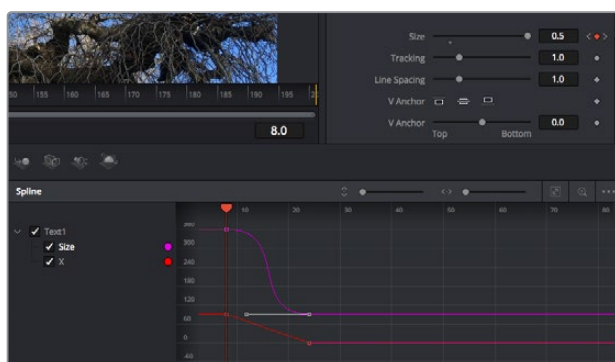 Size 0.5
Tracking 1.0
Line Spacing 1.0
V Anchor
V Anchor 0.0
Top Bottom
50 155 160 165 170 175 180 185 190 195
8.0
Spline
10 20 30 40 50 60 70 80
Text1
Size
X
300
240
180
120
60
0
-60